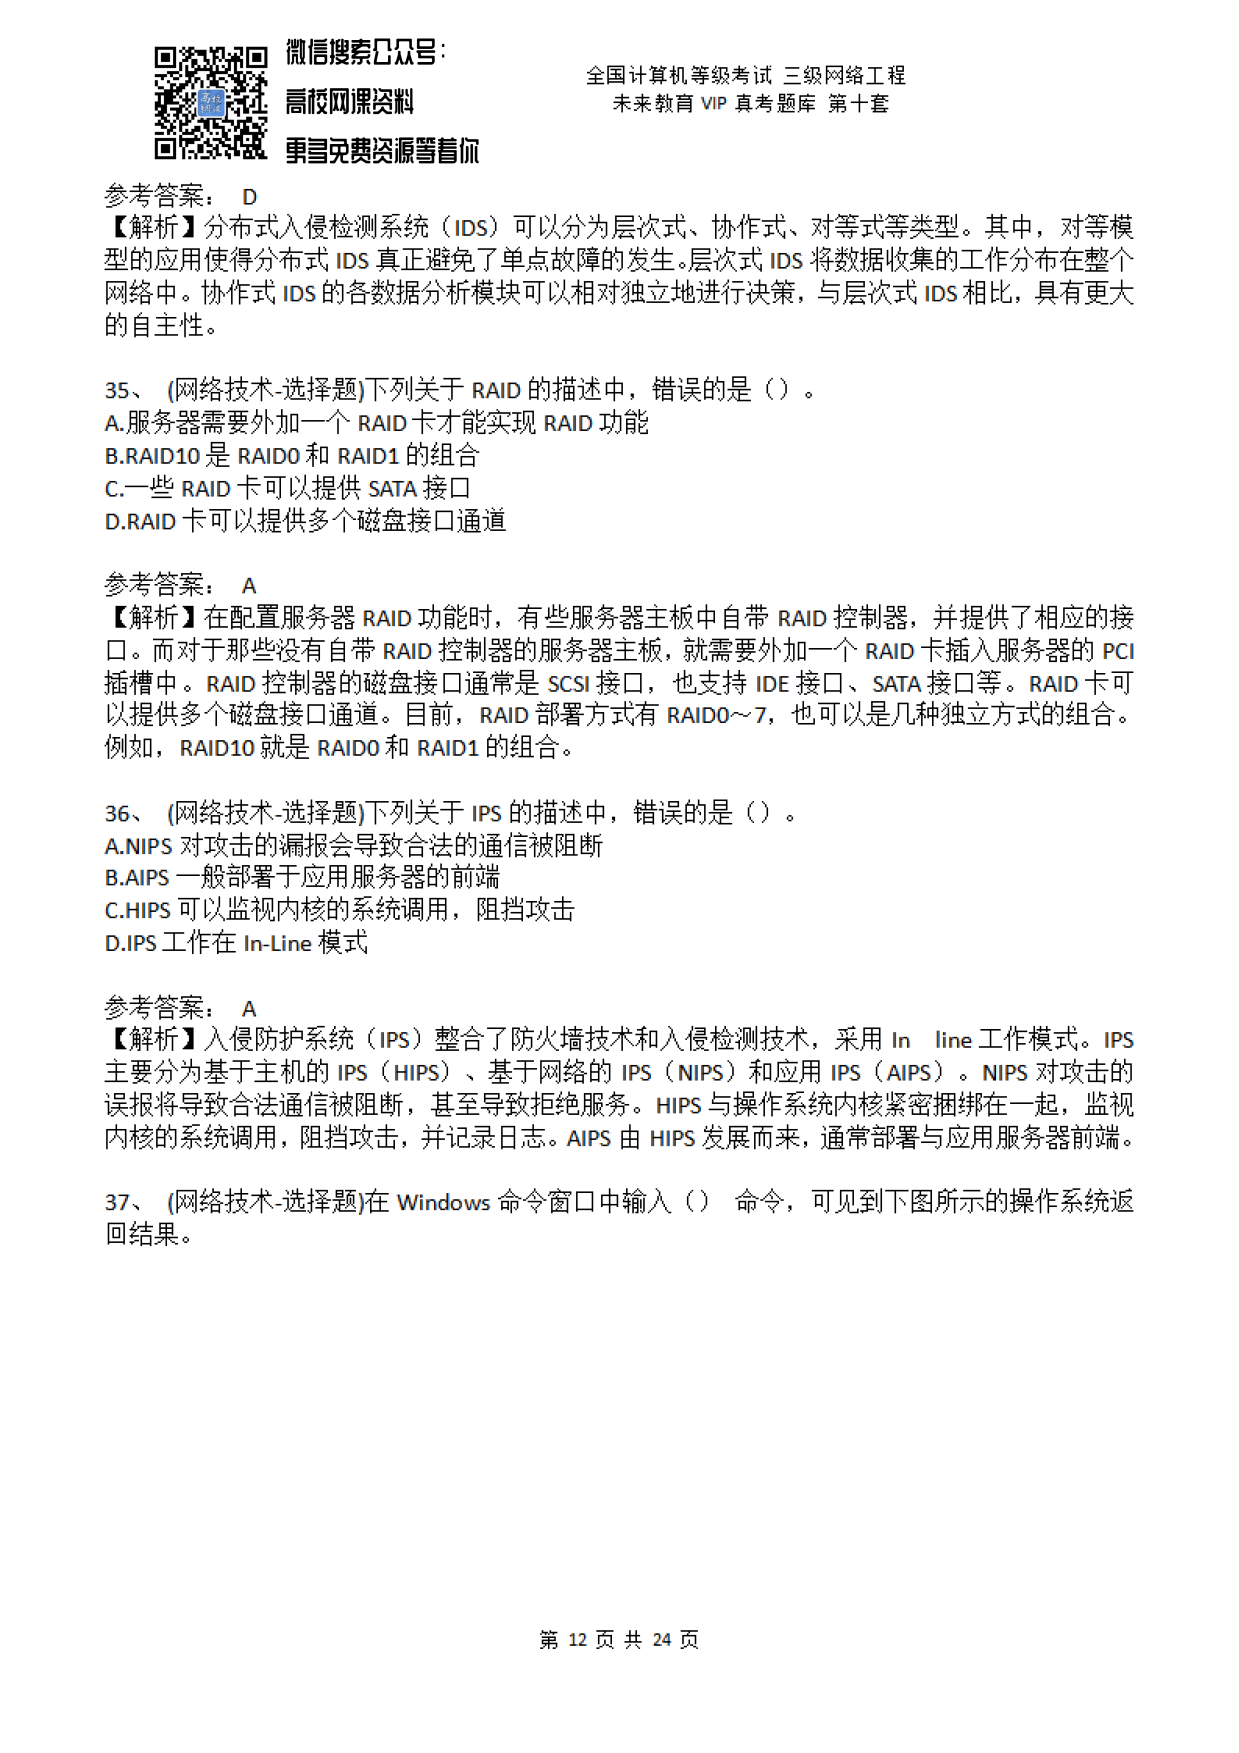 微信搜索公众号：
高校网课资料
更多免费资源等着你
全国计算机等级考试 三级网络工程
未来教育 VIP 真考题库 第十套
参考答案： D
【解析】分布式入侵检测系统（IDS）可以分为层次式、协作式、对等式等类型。其中，对等模
型的应用使得分布式 IDS 真正避免了单点故障的发生。层次式 IDS 将数据收集的工作分布在整个
网络中。协作式 IDS 的各数据分析模块可以相对独立地进行决策，与层次式 IDS 相比，具有更大
的自主性。
35、 (网络技术-选择题)下列关于 RAID 的描述中，错误的是（）。
A.服务器需要外加一个 RAID 卡才能实现 RAID 功能
B.RAID10 是 RAID0 和 RAID1 的组合
C.一些 RAID 卡可以提供 SATA 接口
D.RAID 卡可以提供多个磁盘接口通道
参考答案： A
【解析】在配置服务器 RAID 功能时，有些服务器主板中自带 RAID 控制器，并提供了相应的接
口。而对于那些没有自带 RAID 控制器的服务器主板，就需要外加一个 RAID 卡插入服务器的 PCI
插槽中。RAID 控制器的磁盘接口通常是 SCSI 接口，也支持 IDE 接口、SATA 接口等。RAID 卡可
以提供多个磁盘接口通道。目前，RAID 部署方式有 RAID0～7，也可以是几种独立方式的组合。
例如，RAID10 就是 RAID0 和 RAID1 的组合。
36、 (网络技术-选择题)下列关于 IPS 的描述中，错误的是（）。
A.NIPS 对攻击的漏报会导致合法的通信被阻断
B.AIPS 一般部署于应用服务器的前端
C.HIPS 可以监视内核的系统调用，阻挡攻击
D.IPS 工作在 In-Line 模式
参考答案： A
【解析】入侵防护系统（IPS）整合了防火墙技术和入侵检测技术，采用 In line 工作模式。IPS
主要分为基于主机的 IPS（HIPS）、基于网络的 IPS（NIPS）和应用 IPS（AIPS）。NIPS 对攻击的
误报将导致合法通信被阻断，甚至导致拒绝服务。HIPS 与操作系统内核紧密捆绑在一起，监视
内核的系统调用，阻挡攻击，并记录日志。AIPS 由 HIPS 发展而来，通常部署与应用服务器前端。
37、 (网络技术-选择题)在 Windows 命令窗口中输入（） 命令，可见到下图所示的操作系统返
回结果。
第 12 页 共 24 页